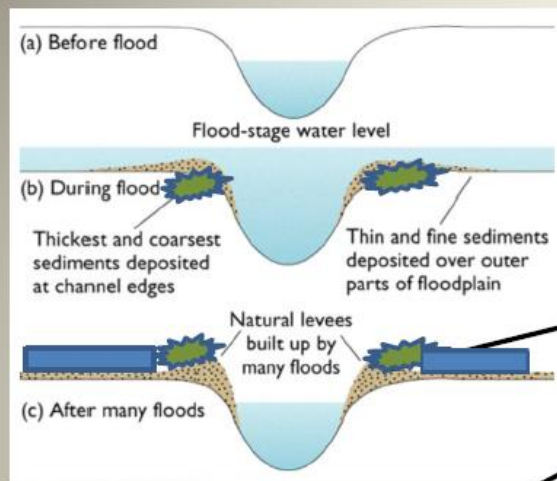 (a) Before flood
Flood-stage water level
(b) During flood
Thickest and coarsest
sediments deposited
at channel edges
Thin and fine sediments
deposited over outer
parts of floodplain
Natural levees
built up by
many floods
(c) After many floods